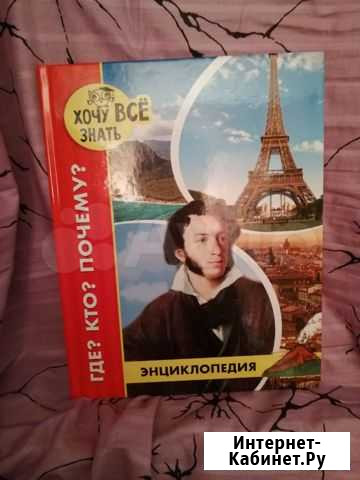 ХОЧУ ВСЁ
ЗНАТЬ
ГДЕ? КТО? ПОЧЕМУ?
ЭНЦИКЛОПЕДИЯ
Интернет-
Кабинет.Ру